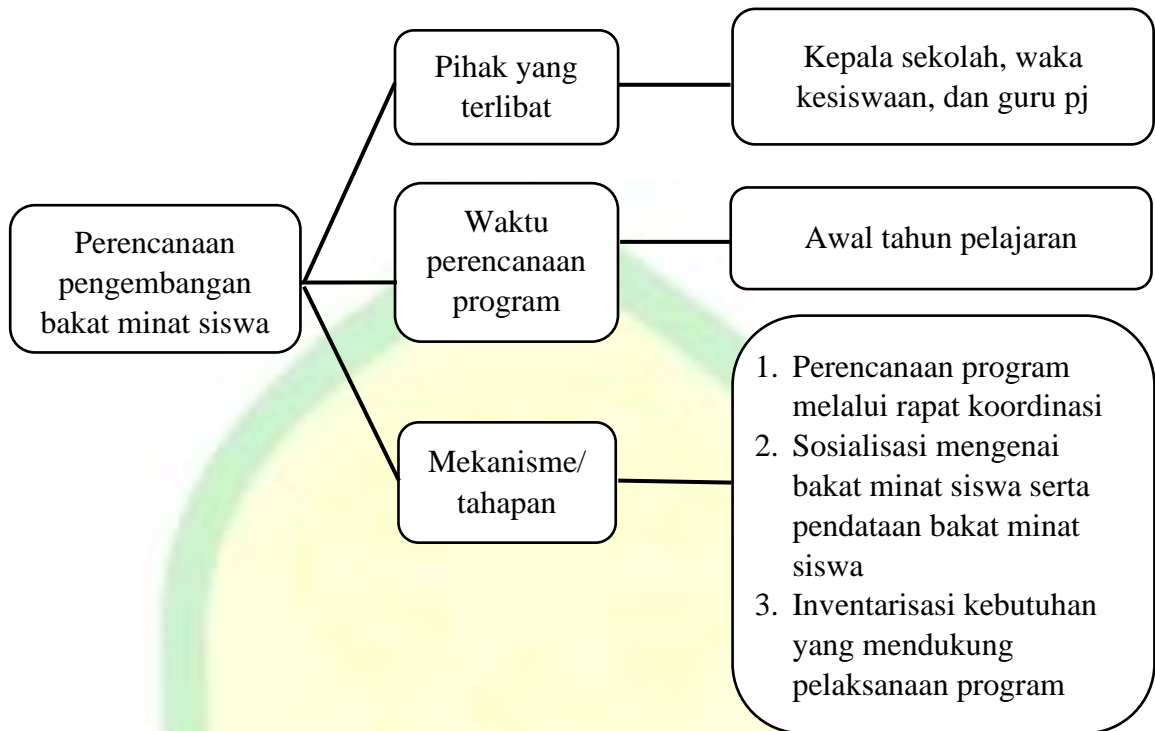 Perencanaan
pengembangan
bakat minat siswa
Pihak yang
terlibat
Kepala sekolah, waka
kesiswaan, dan guru pj
Waktu
perencanaan
program
Awal tahun pelajaran
Mekanisme/
tahapan
1. Perencanaan program
melalui rapat koordinasi
2. Sosialisasi mengenai
bakat minat siswa serta
pendataan bakat minat
siswa
3. Inventarisasi kebutuhan
yang mendukung
pelaksanaan program